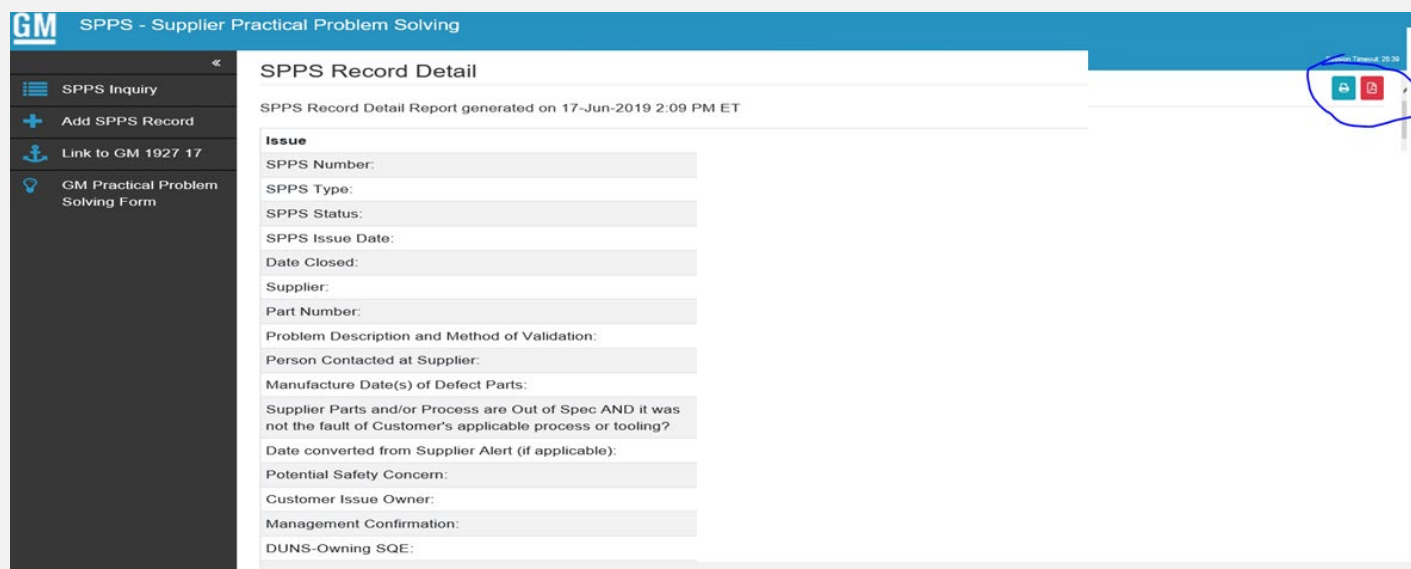 GM SPPS - Supplier Practical Problem Solving
«
Session Timeout: 25:39
SPPS Inquiry
Add SPPS Record
Link to GM 1927 17
GM Practical Problem
Solving Form
SPPS Record Detail
SPPS Record Detail Report generated on 17-Jun-2019 2:09 PM ET
Issue
SPPS Number:
SPPS Type:
SPPS Status:
SPPS Issue Date:
Date Closed:
Supplier:
Part Number:
Problem Description and Method of Validation:
Person Contacted at Supplier:
Manufacture Date(s) of Defect Parts:
Supplier Parts and/or Process are Out of Spec AND it was
not the fault of Customer's applicable process or tooling?
Date converted from Supplier Alert (if applicable):
Potential Safety Concern:
Customer Issue Owner:
Management Confirmation:
DUNS-Owning SQE: